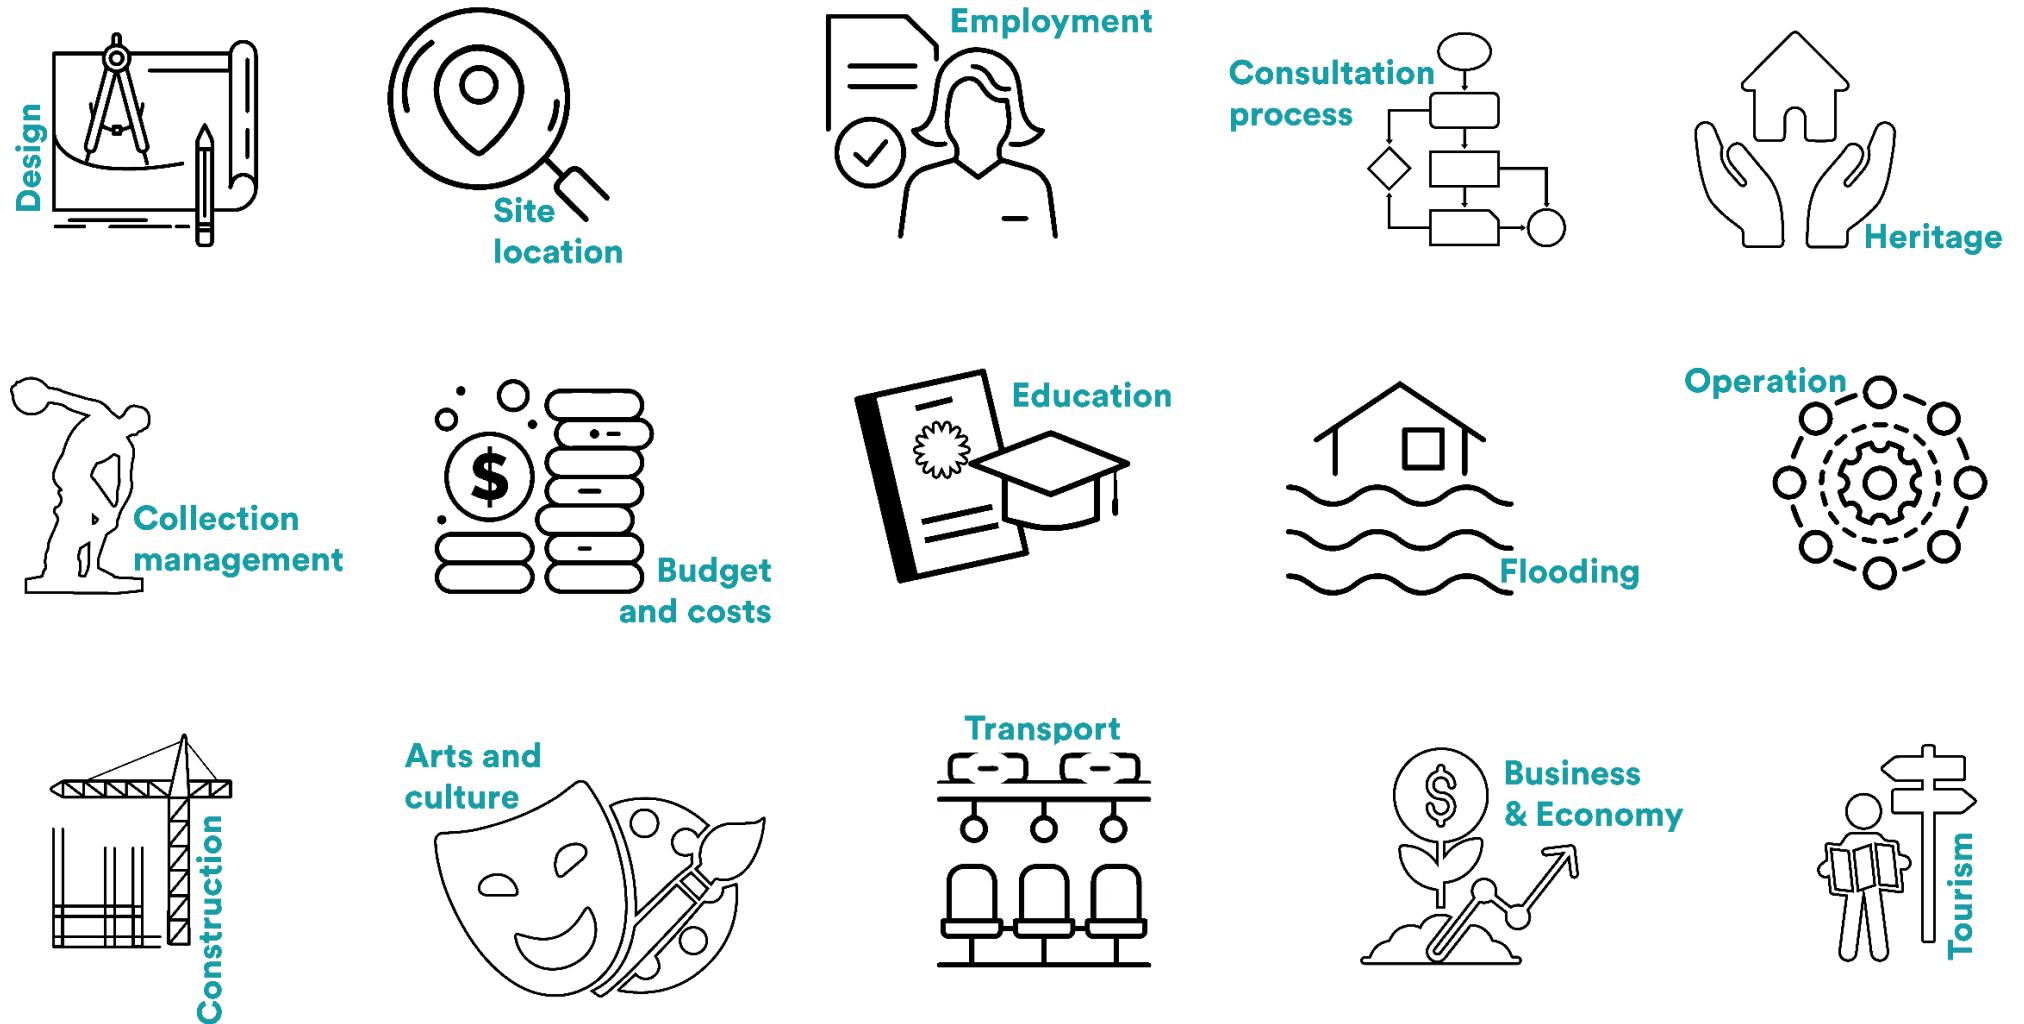 Design
Site
location
Employment
Consultation
process
Heritage
Collection
management
$
Budget
and costs
Education
Flooding
Operation
Construction
Arts and
culture
Transport
$
Business
& Economy
Tourism